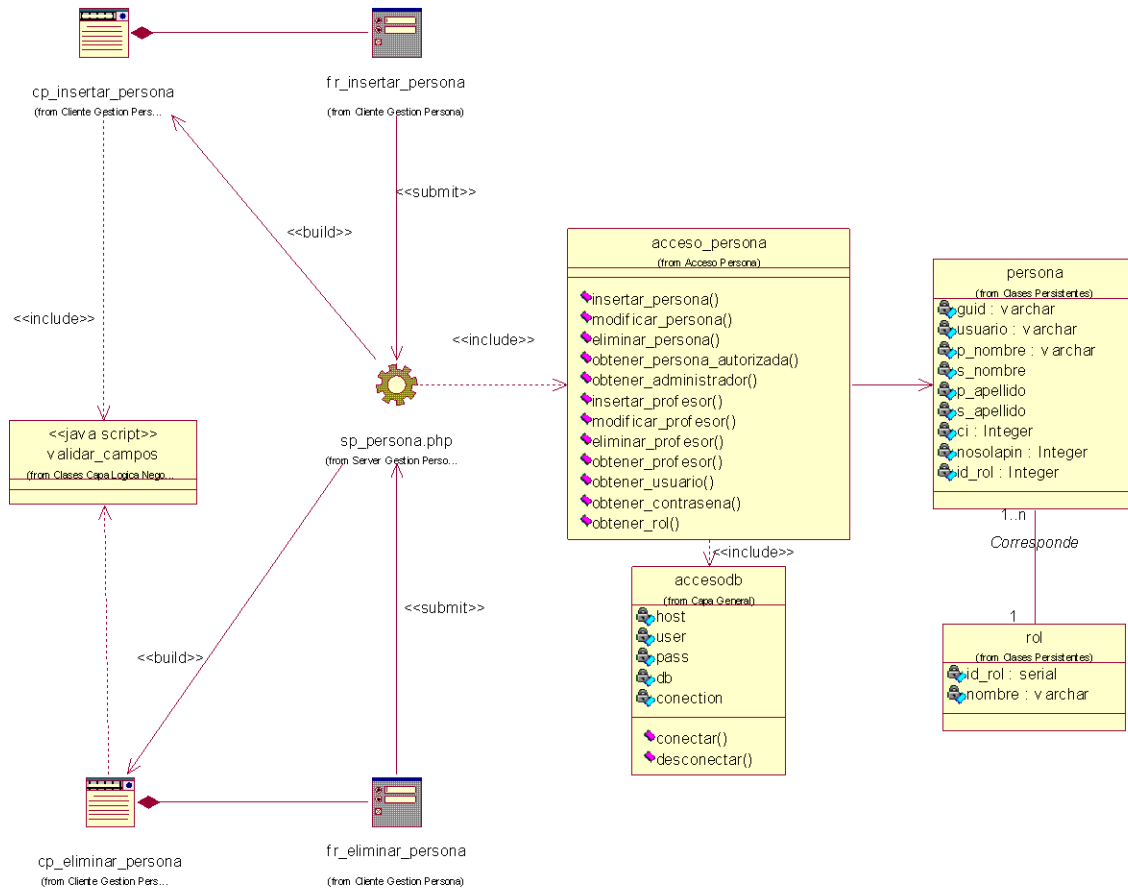 cp_insertar_persona
(from Cliente Gestion Pers...
fr_insertar_persona
(from Cliente Gestion Persona)
<<submit>>
<<build>>
<<include>>
<<include>>
<<java script>>
validar_campos
(from Clases Capa Logica Nego...
sp_persona.php
(from Server Gestion Perso...
acceso_persona
(from Acceso Persona)
insertar_persona()
modificar_persona()
eliminar_persona()
obtener_persona_autorizada()
obtener_administrador()
insertar_profesor()
modificar_profesor()
eliminar_profesor()
obtener_profesor()
obtener_usuario()
obtener_contrasena()
obtener_rol()
persona
(from Clases Persistentes)
guid : varchar
usuario : varchar
p_nombre : varchar
s_nombre
p_apellido
s_apellido
ci : Integer
nosolapin : Integer
id_rol : Integer
1..n
Corresponde
1
rol
(from Clases Persistentes)
id_rol : serial
nombre : varchar
<<include>>
accesodb
(from Capa General)
host
user
pass
db
conection
conectar()
desconectar()
<<submit>>
<<build>>
cp_eliminar_persona
(from Cliente Gestion Pers...
fr_eliminar_persona
(from Cliente Gestion Persona)